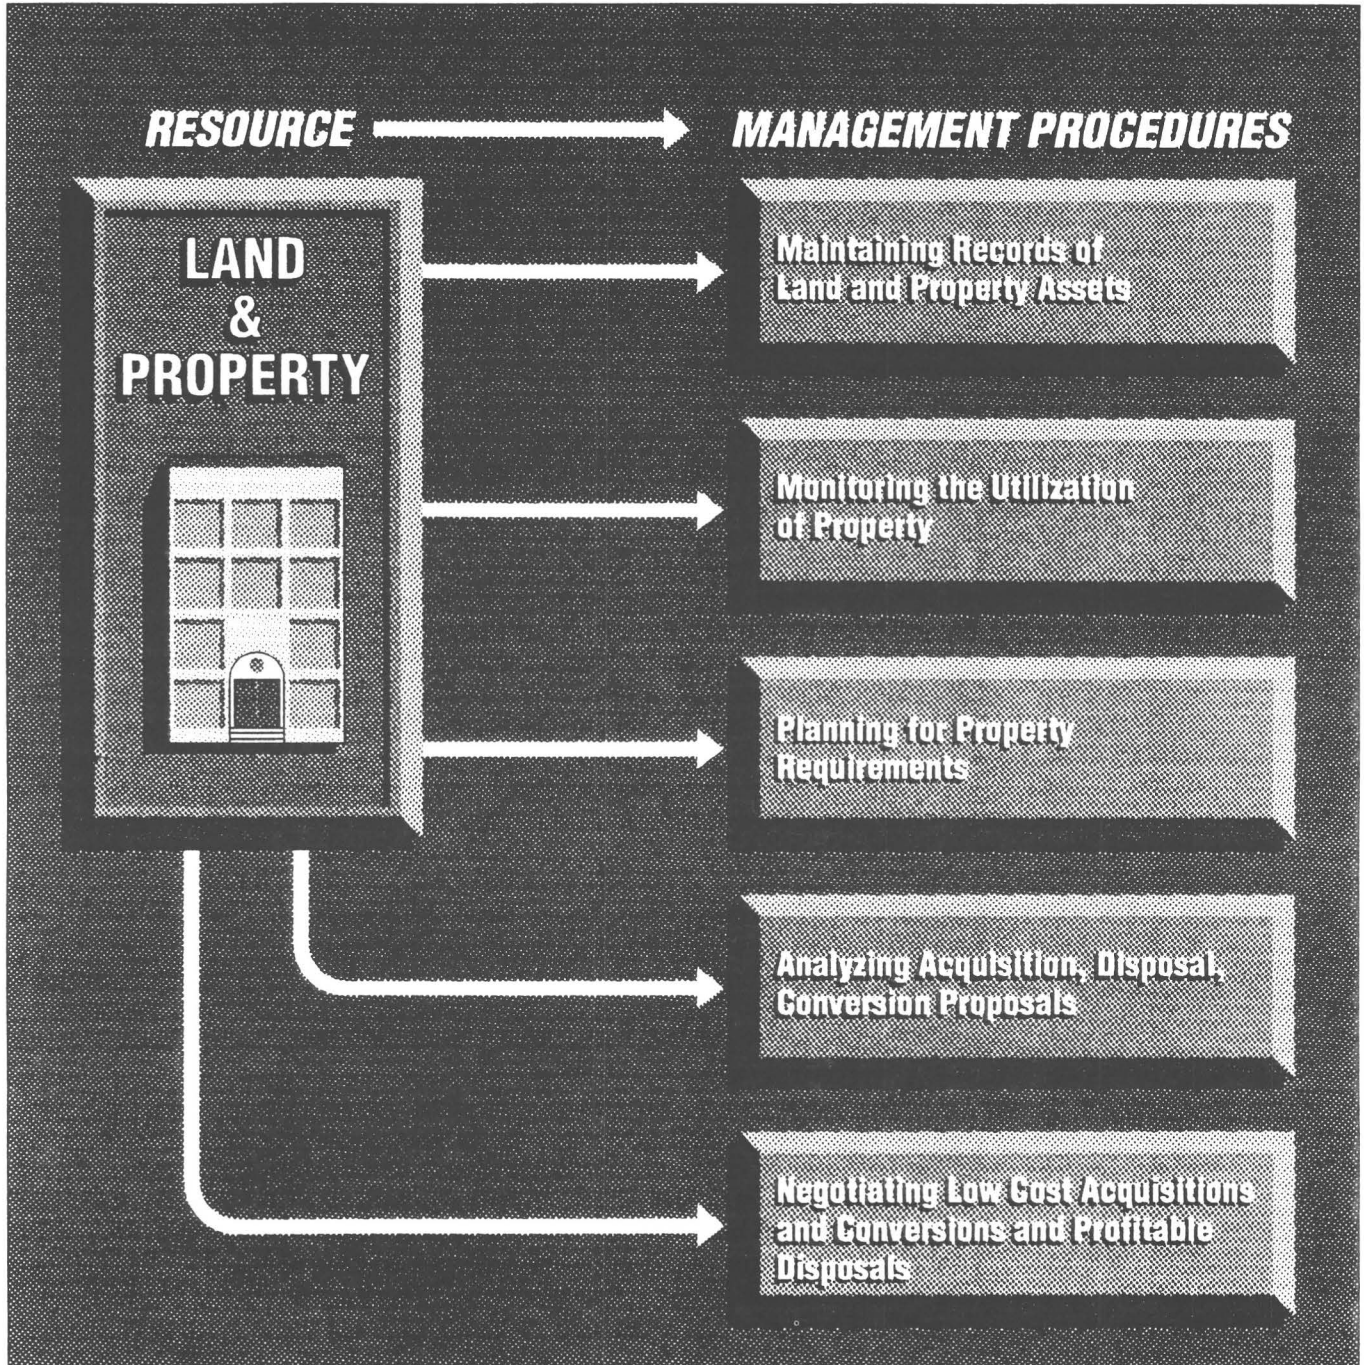 RESOURCE
MANAGEMENT PROCEDURES
LAND
&
PROPERTY
Maintaining Records of
Land and Property Assets
Monitoring the Utilization
of Property
Planning for Property
Requirements
Analyzing Acquisition, Disposal,
Conversion Proposals
Negotiating Low Cost Acquisitions
and Conversions and Profitable
Disposals